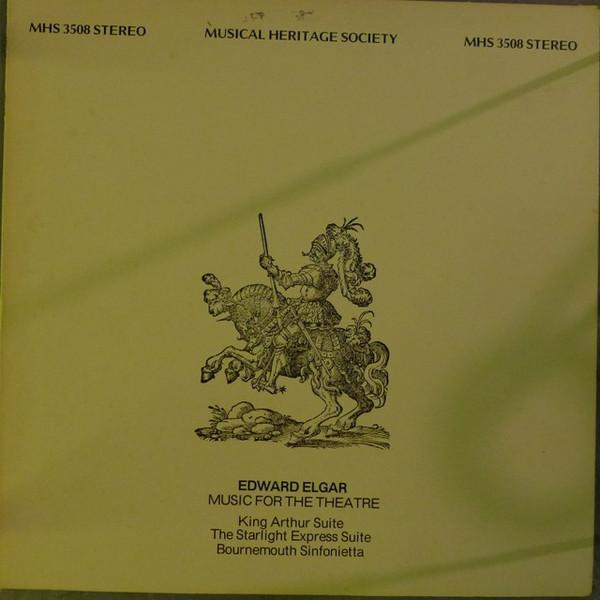 MHS 3508 STEREO
MUSICAL HERITAGE SOCIETY
MHS 3508 STEREO
EDWARD ELGAR
MUSIC FOR THE THEATRE
King Arthur Suite
The Starlight Express Suite
Bournemouth Sinfonietta